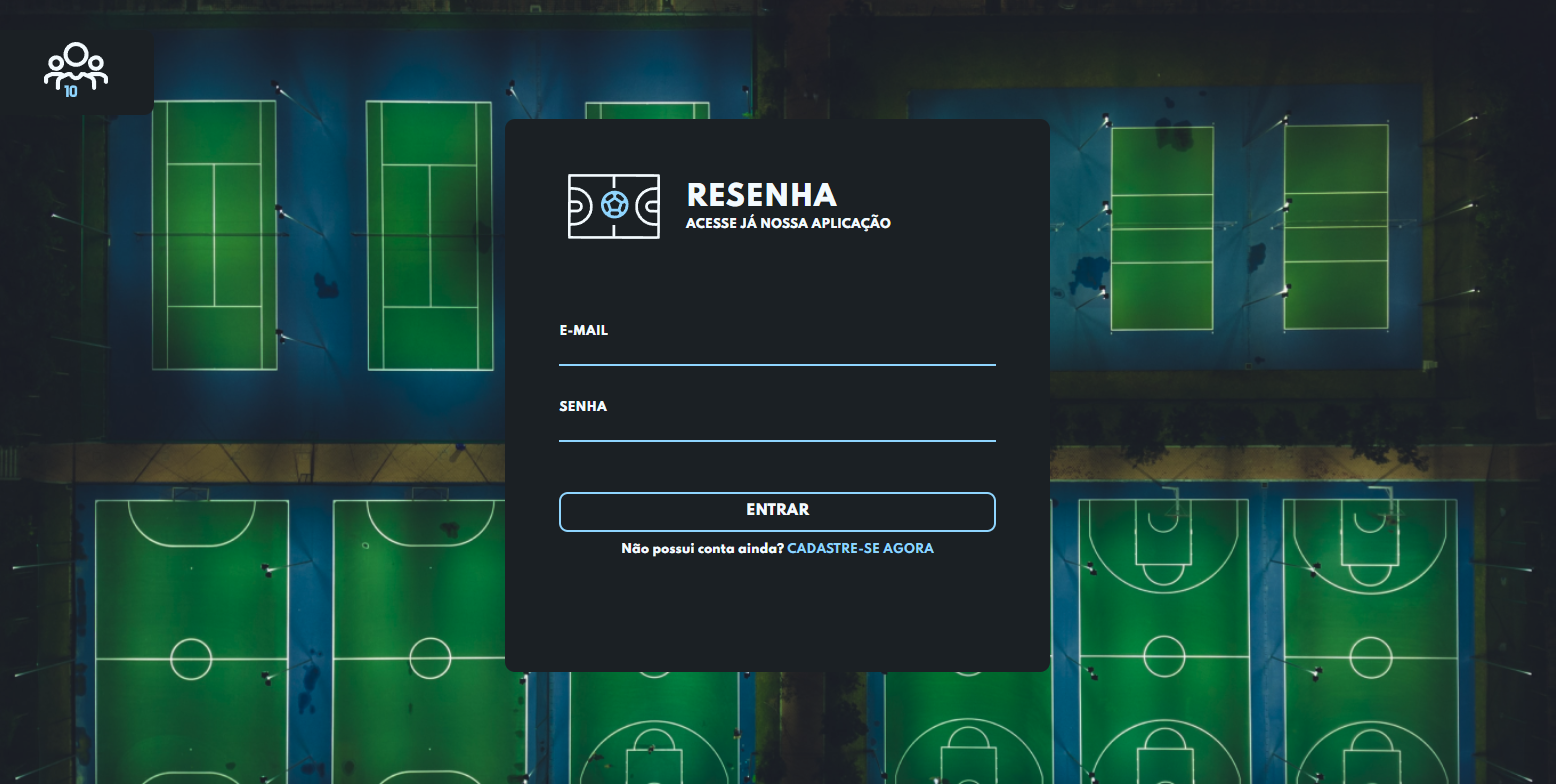 10
RESENHA
ACESSE JÁ NOSSA APLICAÇÃO
E-MAIL
SENHA
ENTRAR
Não possui conta ainda? CADASTRE-SE AGORA